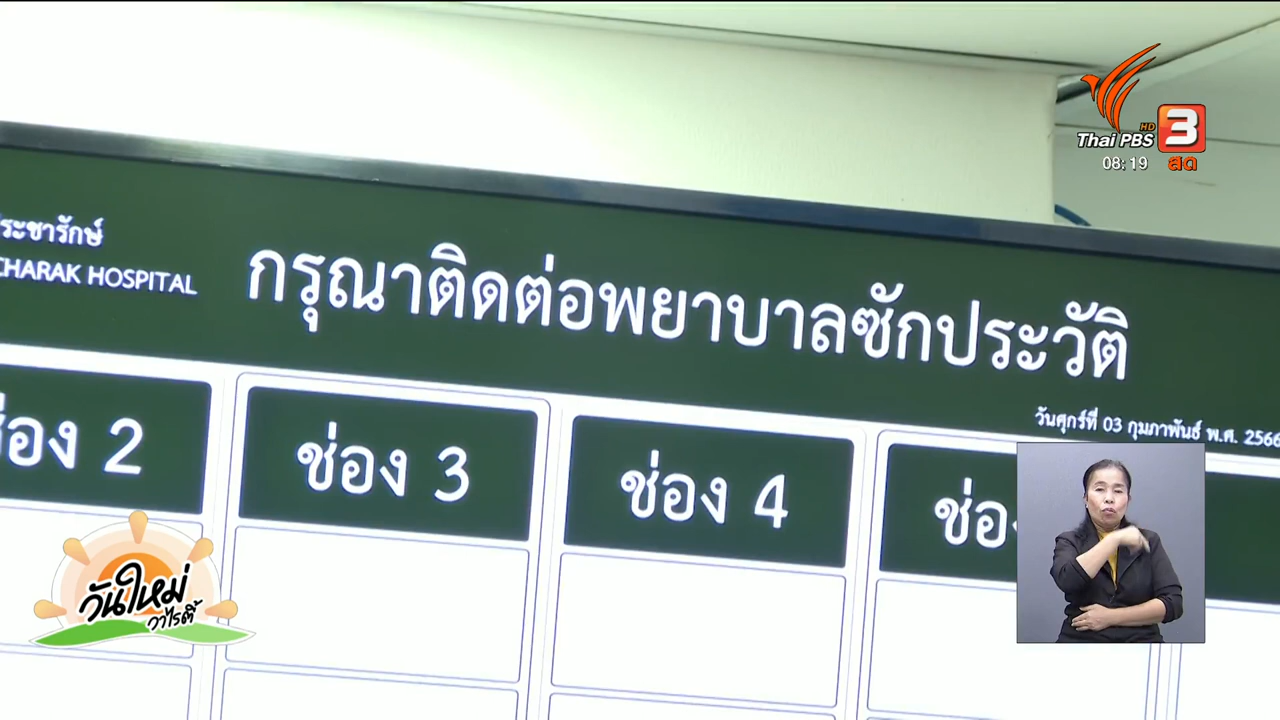 Thai PBS HD 3
08:19 สด
ระชารักษ์
CHARAK HOSPITAL
กรุณาติดต่อพยาบาลซักประวัติ
วันศุกร์ที่ 03 กุมภาพันธ์ พ.ศ. 2566
ช่อง 2
ช่อง 3
ช่อง 4
ช่อง
วันใหม่
วาไรตี้